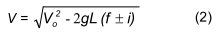 V = √(Vₒ² - 2gL (f ± i)) (2)